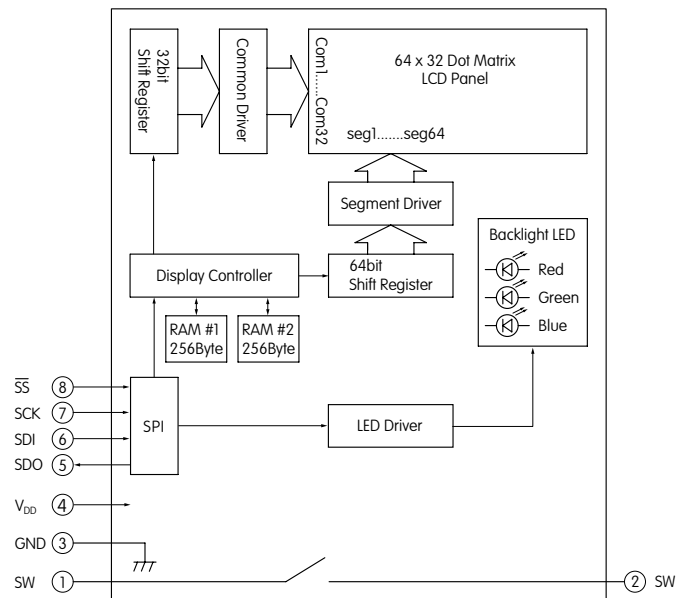 32bit
Shift Register
Common Driver
Com1.....Com32
64 x 32 Dot Matrix
LCD Panel
seg1.......seg64
Segment Driver
Backlight LED
Red
Green
Blue
Display Controller
64bit
Shift Register
RAM #1
256Byte
RAM #2
256Byte
S̅S̅ 8
SCK 7
SDI 6
SDO 5
SPI
LED Driver
VDD 4
GND 3
SW 1
2 SW